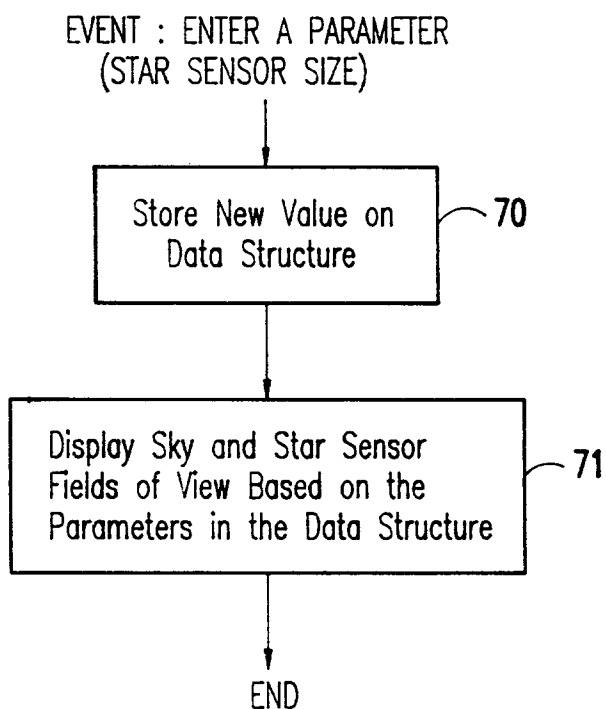 EVENT : ENTER A PARAMETER
(STAR SENSOR SIZE)
Store New Value on
Data Structure
70
Display Sky and Star Sensor
Fields of View Based on the
Parameters in the Data Structure
71
END